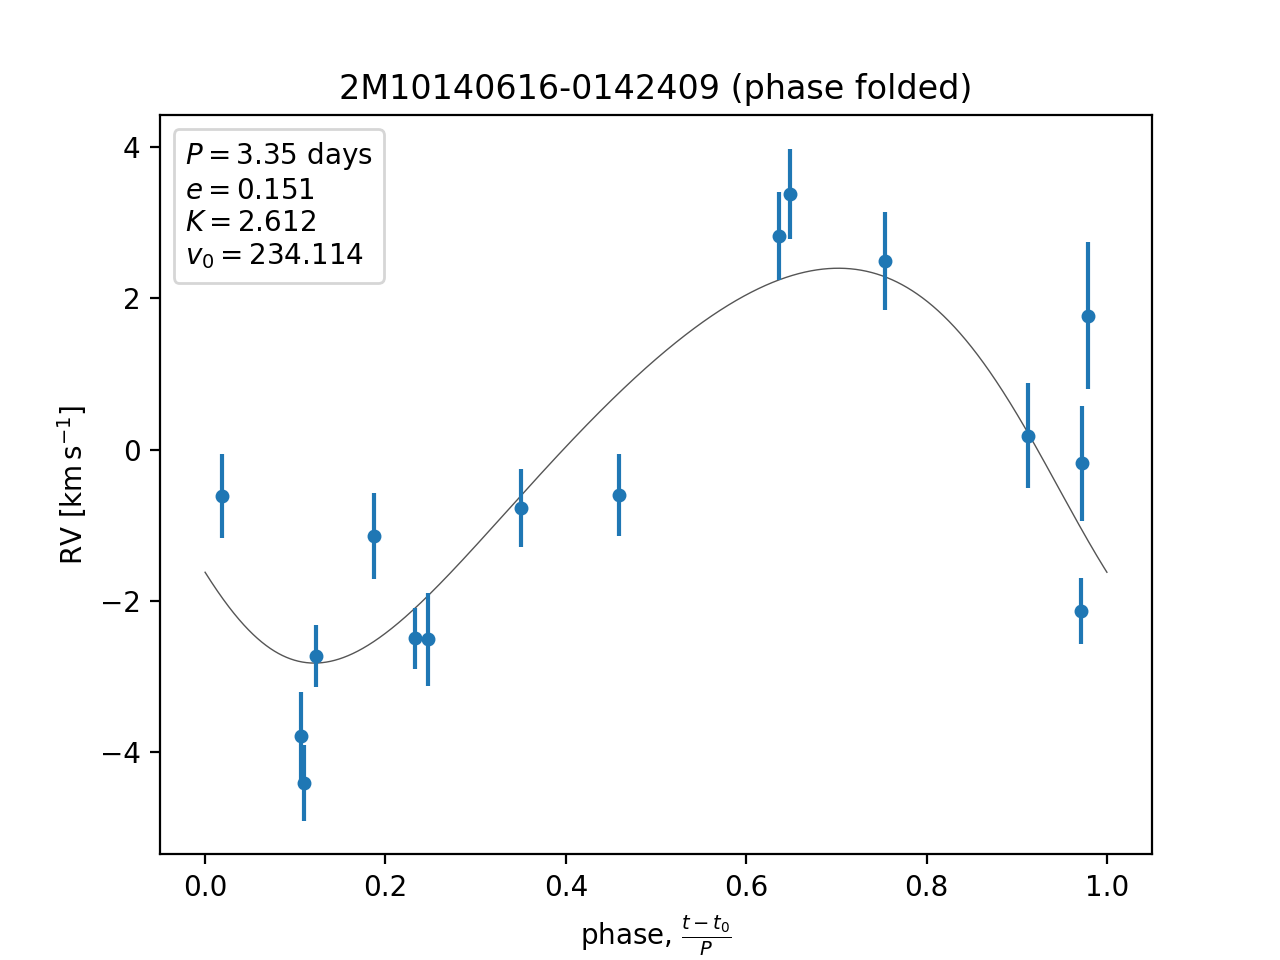 2M10140616-0142409 (phase folded)
P = 3.35 days
e = 0.151
K = 2.612
v₀ = 234.114
4
2
0
−2
−4
RV [km s⁻¹]
0.0 0.2 0.4 0.6 0.8 1.0
phase, (t − t₀)/P